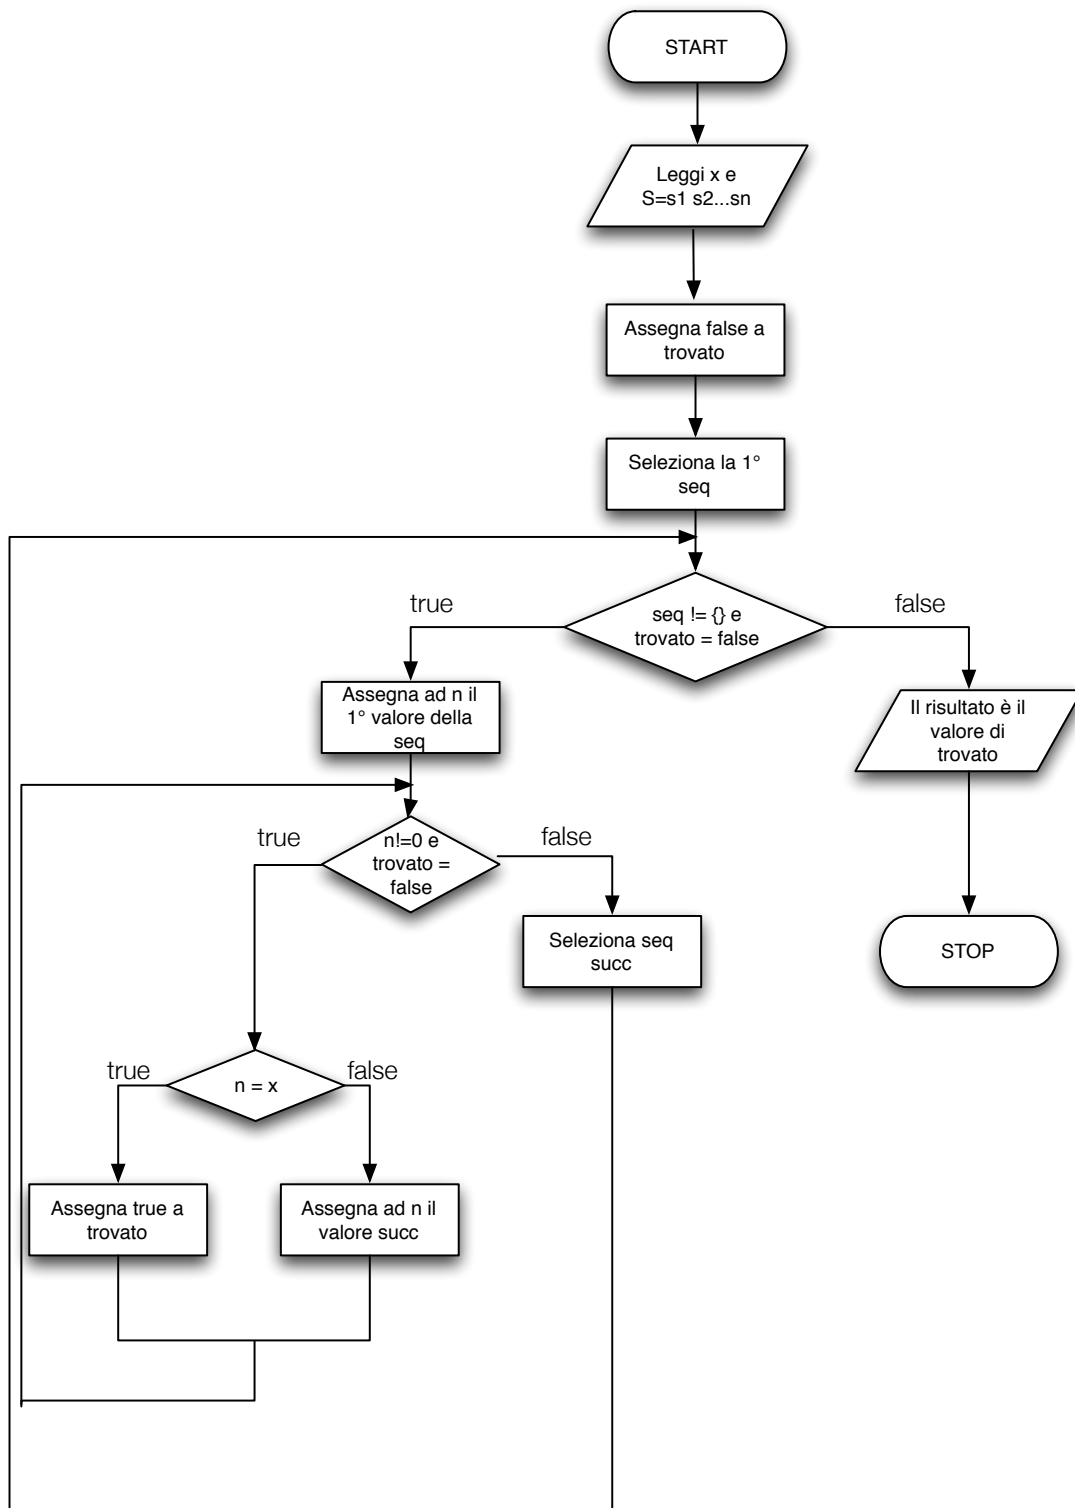 START
Leggi x e
S=s1 s2...sn
Assegna false a
trovato
Seleziona la 1°
seq
true
false
seq != {} e
trovato = false
Assegna ad n il
1° valore della
seq
Il risultato è il
valore di
trovato
true
false
n!=0 e
trovato =
false
Seleziona seq
succ
STOP
true
false
n = x
Assegna true a
trovato
Assegna ad n il
valore succ